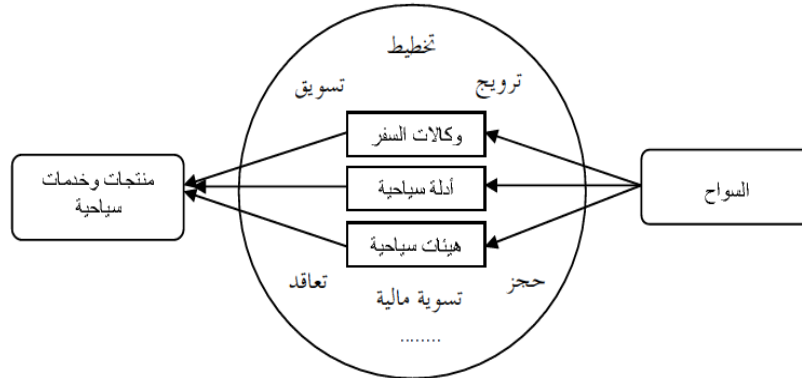 تخطيط
ترويج
تسويق
وكالات السفر
السواح
أدلة سياحية
منتجات وخدمات
سياحية
هيئات سياحية
حجز
تعاقد
تسوية مالية
........